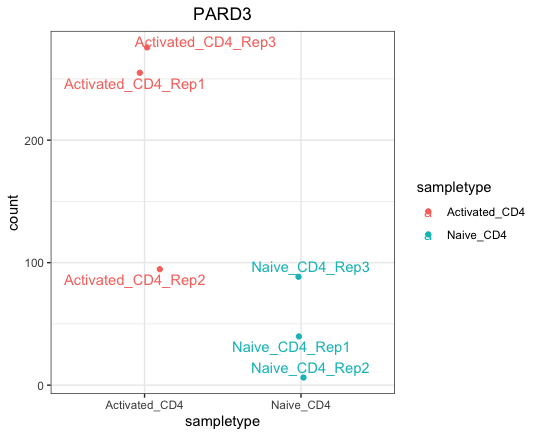 PARD3
Activated_CD4_Rep3
Activated_CD4_Rep1
200
count
sampletype
Activated_CD4
Naive_CD4
100
Naive_CD4_Rep3
Activated_CD4_Rep2
Naive_CD4_Rep1
Naive_CD4_Rep2
0
Activated_CD4
Naive_CD4
sampletype